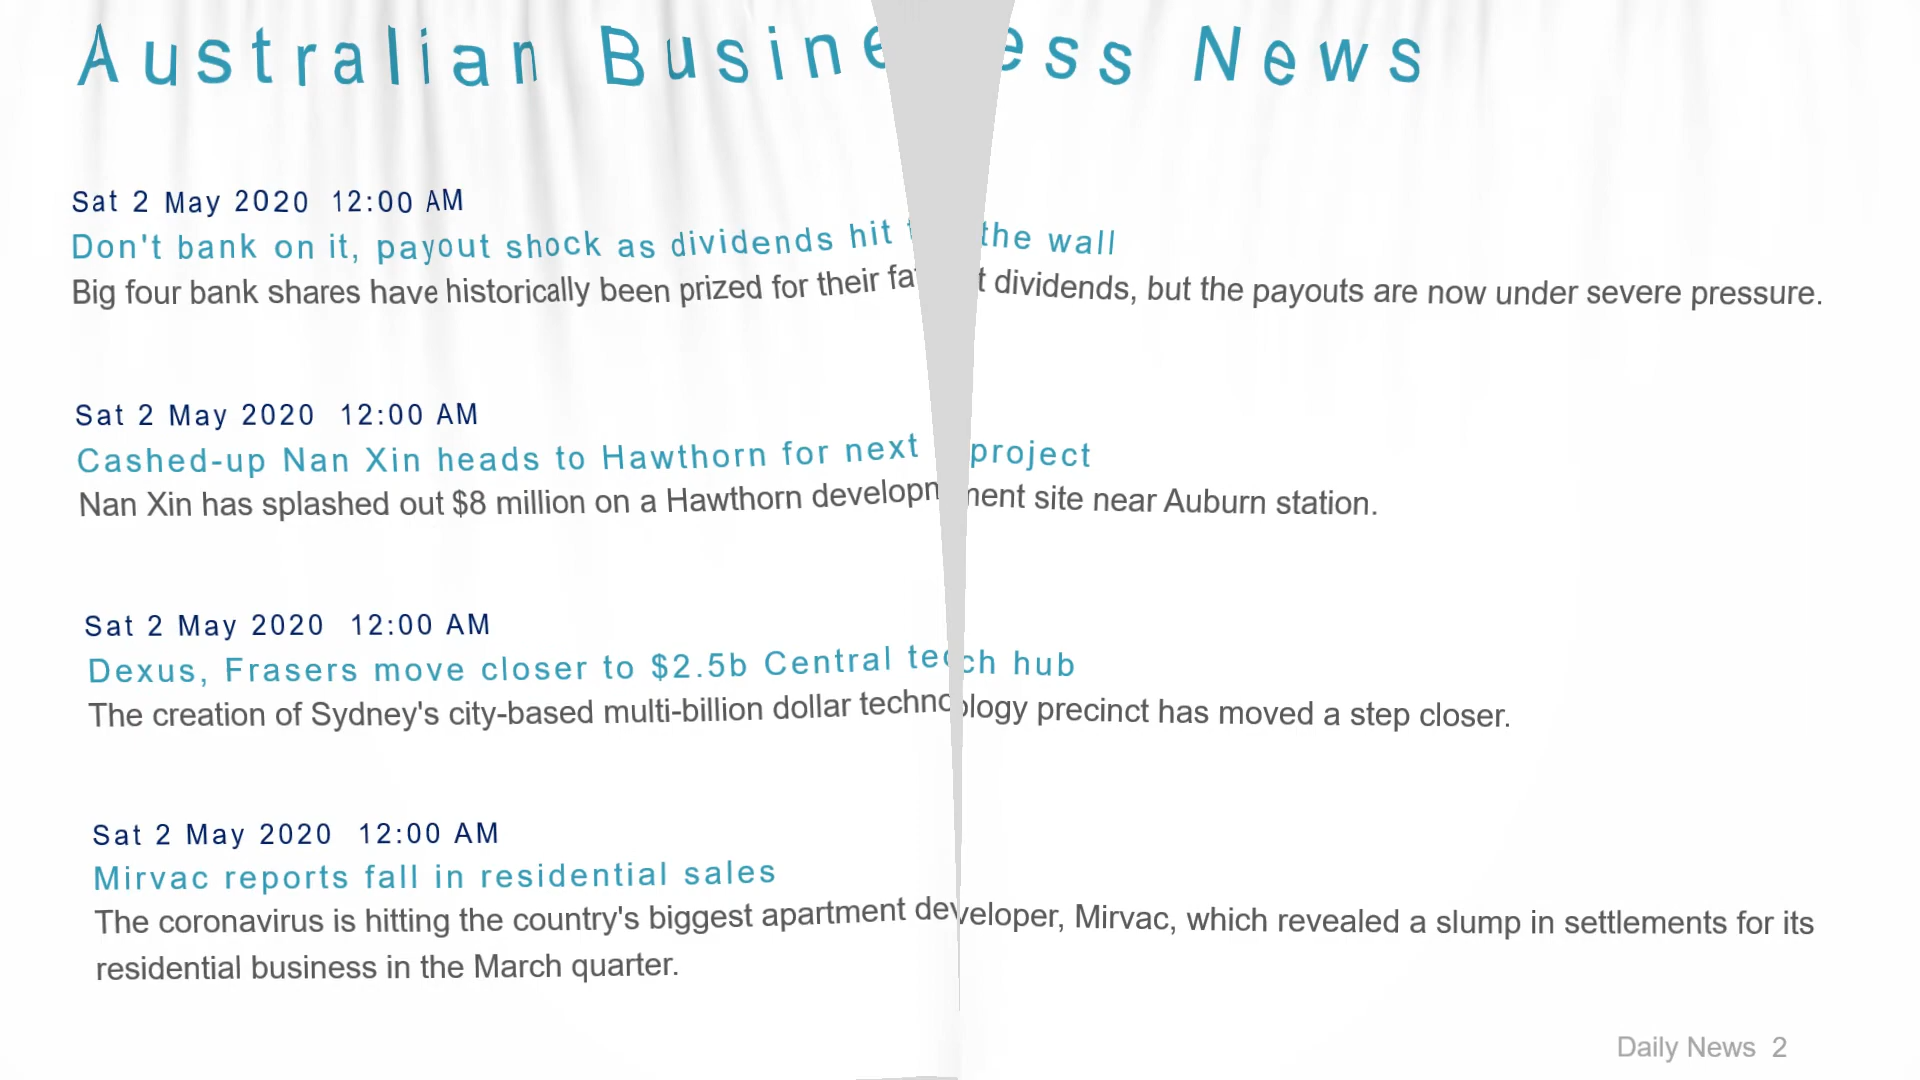 Australian Business News
Sat 2 May 2020 12:00 AM
Don't bank on it, payout shock as dividends hit the wall
Big four bank shares have historically been prized for their fat dividends, but the payouts are now under severe pressure.
Sat 2 May 2020 12:00 AM
Cashed-up Nan Xin heads to Hawthorn for next project
Nan Xin has splashed out $8 million on a Hawthorn development site near Auburn station.
Sat 2 May 2020 12:00 AM
Dexus, Frasers move closer to $2.5b Central tech hub
The creation of Sydney's city-based multi-billion dollar technology precinct has moved a step closer.
Sat 2 May 2020 12:00 AM
Mirvac reports fall in residential sales
The coronavirus is hitting the country's biggest apartment developer, Mirvac, which revealed a slump in settlements for its
residential business in the March quarter.
Daily News 2